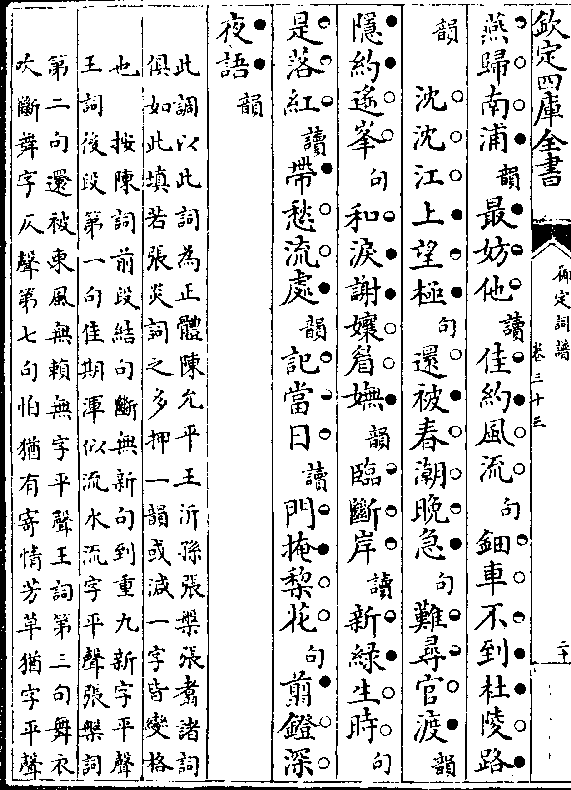 欽定四庫全書
御定詞譜
卷三十三
二十
燕歸南浦韻最妨他讀佳約風流句鈿車不到杜陵路
韻
沈沈江上望極句還被春潮晚急句難尋官渡韻
隱約遙峯句和淚謝孃眉嫵韻臨斷岸讀新綠生時句
是落紅讀帶愁流處韻記當日讀門掩棃花句翦鐙深
夜語韻
此調以此詞為正體陳允平王沂孫張槃張翥諸詞
俱如此填若張炎詞之多押一韻或減一字皆變格
也 按陳詞前段結句斷無新句到重九新字平聲
王詞後段第一句佳期渾似流水流字平聲張槃詞
第二句還被東風無賴無字平聲王詞第三句舞衣
吹斷舞字仄聲第七句怕猶有寄情芳草猶字平聲